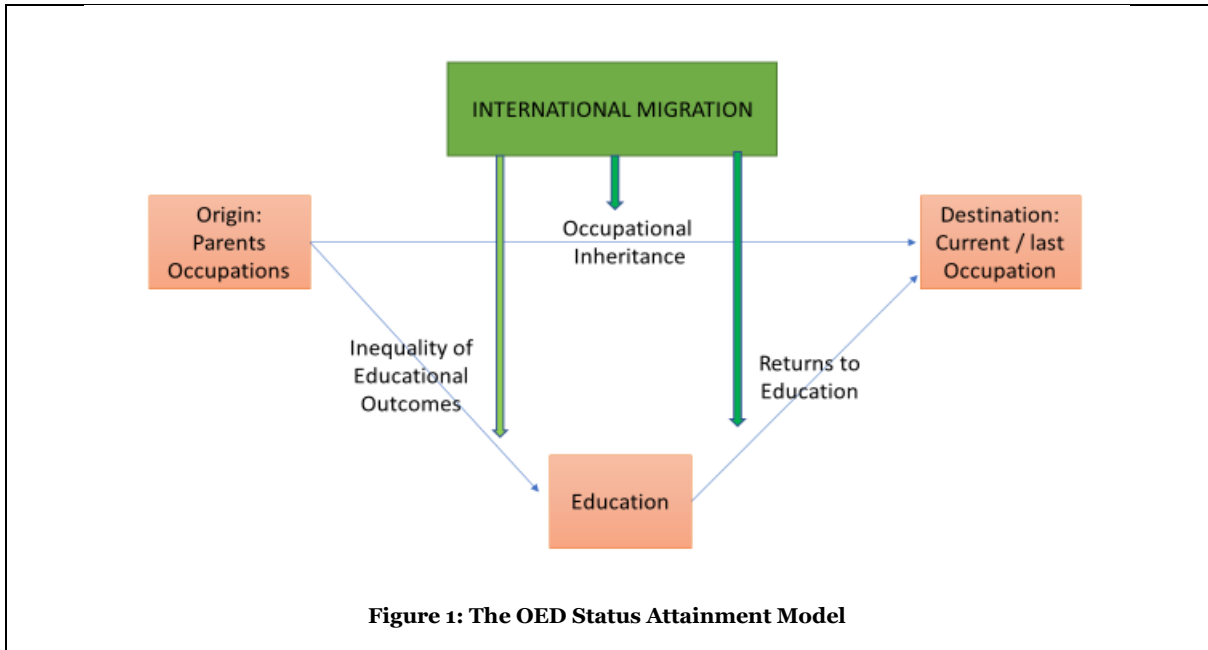 INTERNATIONAL MIGRATION
Origin:
Parents
Occupations
Occupational
Inheritance
Destination:
Current / last
Occupation
Inequality of
Educational
Outcomes
Returns to
Education
Education
Figure 1: The OED Status Attainment Model